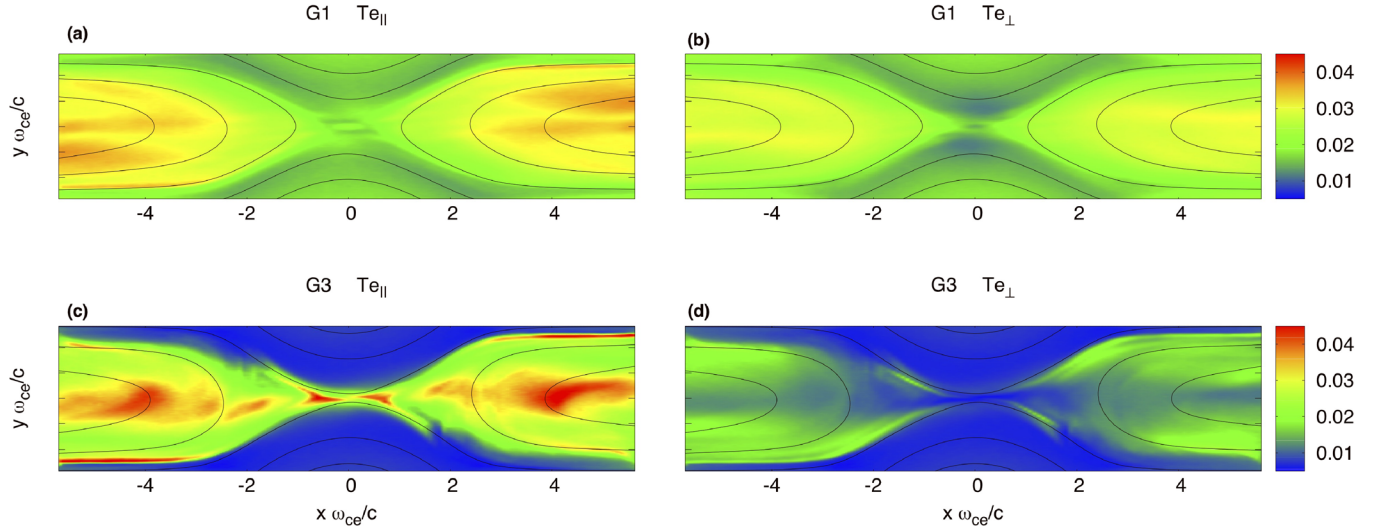 G1 Te||
G1 Te⊥
(a)
(b)
y ωce/c
0.04
0.03
0.02
0.01
-4 -2 0 2 4
-4 -2 0 2 4
G3 Te||
G3 Te⊥
(c)
(d)
y ωce/c
0.04
0.03
0.02
0.01
-4 -2 0 2 4
-4 -2 0 2 4
x ωce/c
x ωce/c